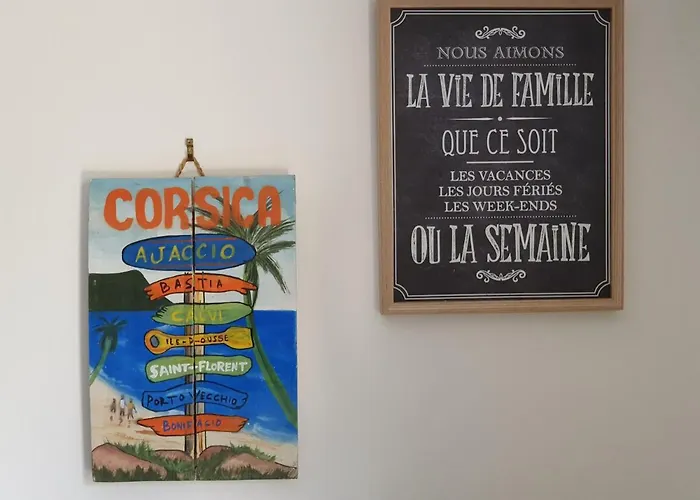 CORSICA
AJACCIO
BASTIA
CALVI
ILE-D-OUSSE
SAINT-FLORENT
PORTO VECCHIO
BONIFACIO
NOUS AIMONS
LA VIE DE FAMILLE
QUE CE SOIT
LES VACANCES
LES JOURS FÉRIÉS
LES WEEK-ENDS
OU LA SEMAINE